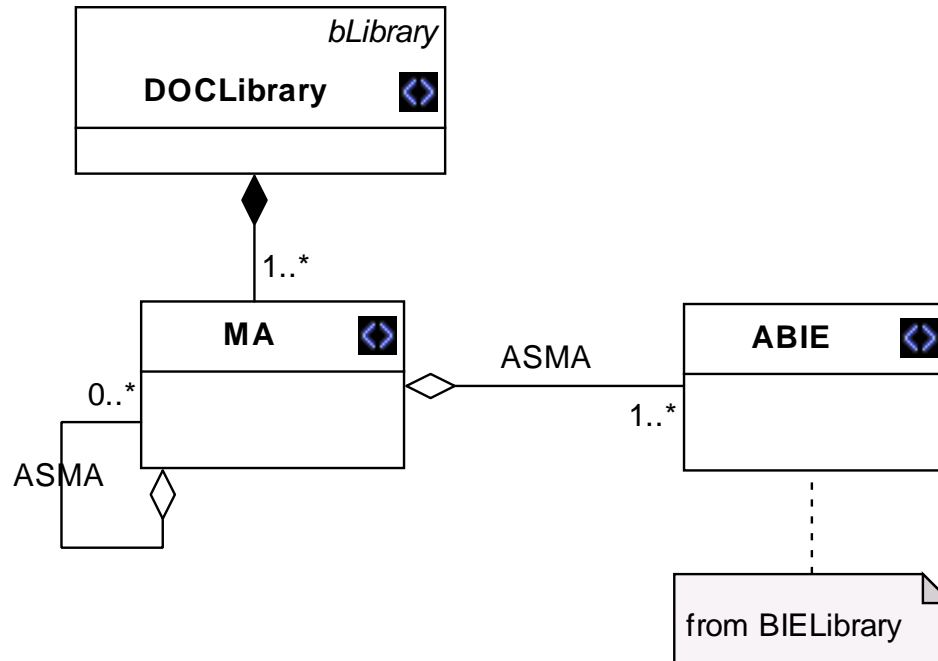 bLibrary
DOCLibrary
1..*
MA
ABIE
ASMA
0..*
1..*
ASMA
from BIELibrary